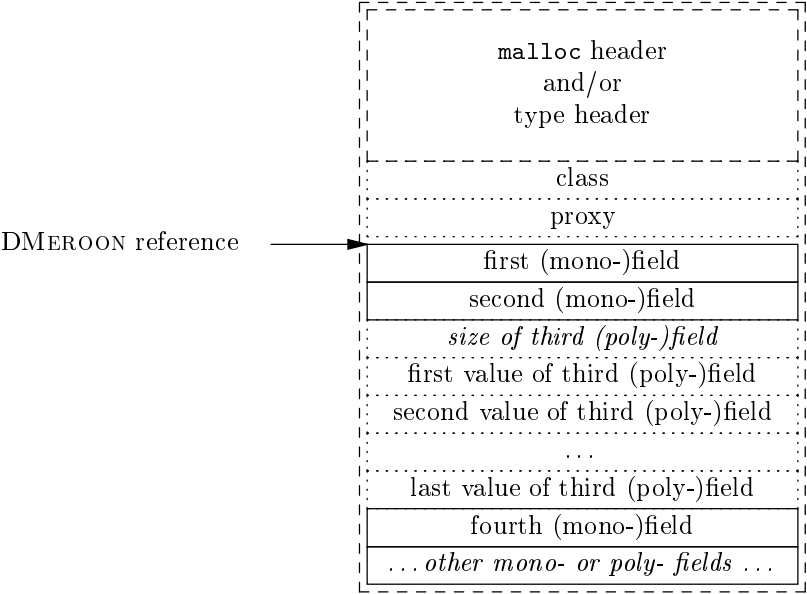 malloc header
and/or
type header
class
proxy
DMEROON reference
first (mono-)field
second (mono-)field
size of third (poly-)field
first value of third (poly-)field
second value of third (poly-)field
...
last value of third (poly-)field
fourth (mono-)field
...other mono- or poly- fields ...